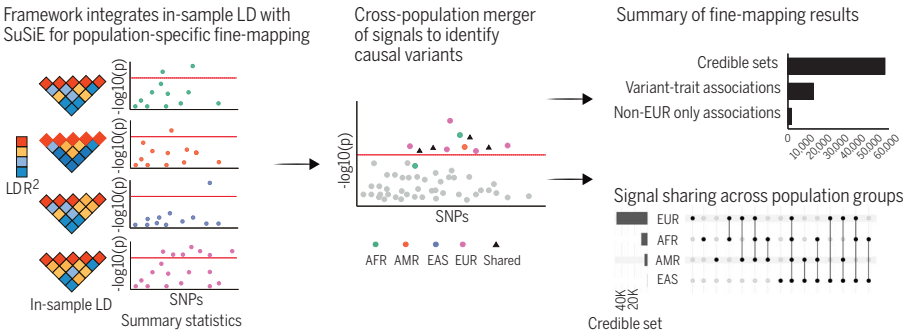 Framework integrates in-sample LD with
SuSiE for population-specific fine-mapping
-log10(p)
-log10(p)
LD R2
-log10(p)
-log10(p)
In-sample LD
SNPs
Summary statistics
Cross-population merger
of signals to identify
causal variants
-log10(p)
SNPs
AFR AMR EAS EUR Shared
Summary of fine-mapping results
Credible sets
Variant-trait associations
Non-EUR only associations
0 10,000 20,000 30,000 40,000 50,000 60,000
Signal sharing across population groups
EUR
AFR
AMR
EAS
40K 20K
Credible set